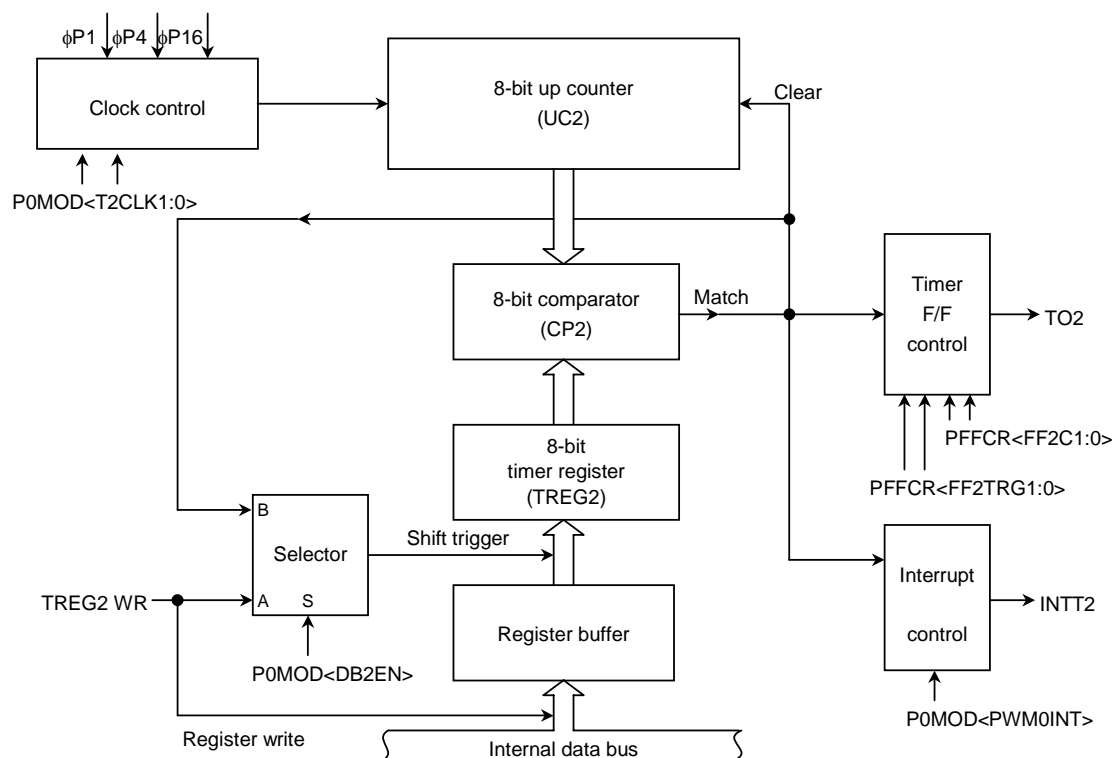 ϕP1 ϕP4 ϕP16
Clock control
P0MOD<T2CLK1:0>
8-bit up counter
(UC2)
Clear
8-bit comparator
(CP2)
Match
Timer
F/F
control
TO2
PFFCR<FF2C1:0>
PFFCR<FF2TRG1:0>
8-bit
timer register
(TREG2)
B
Selector
A S
Shift trigger
TREG2 WR
P0MOD<DB2EN>
Register buffer
Interrupt
control
INTT2
P0MOD<PWM0INT>
Register write
Internal data bus